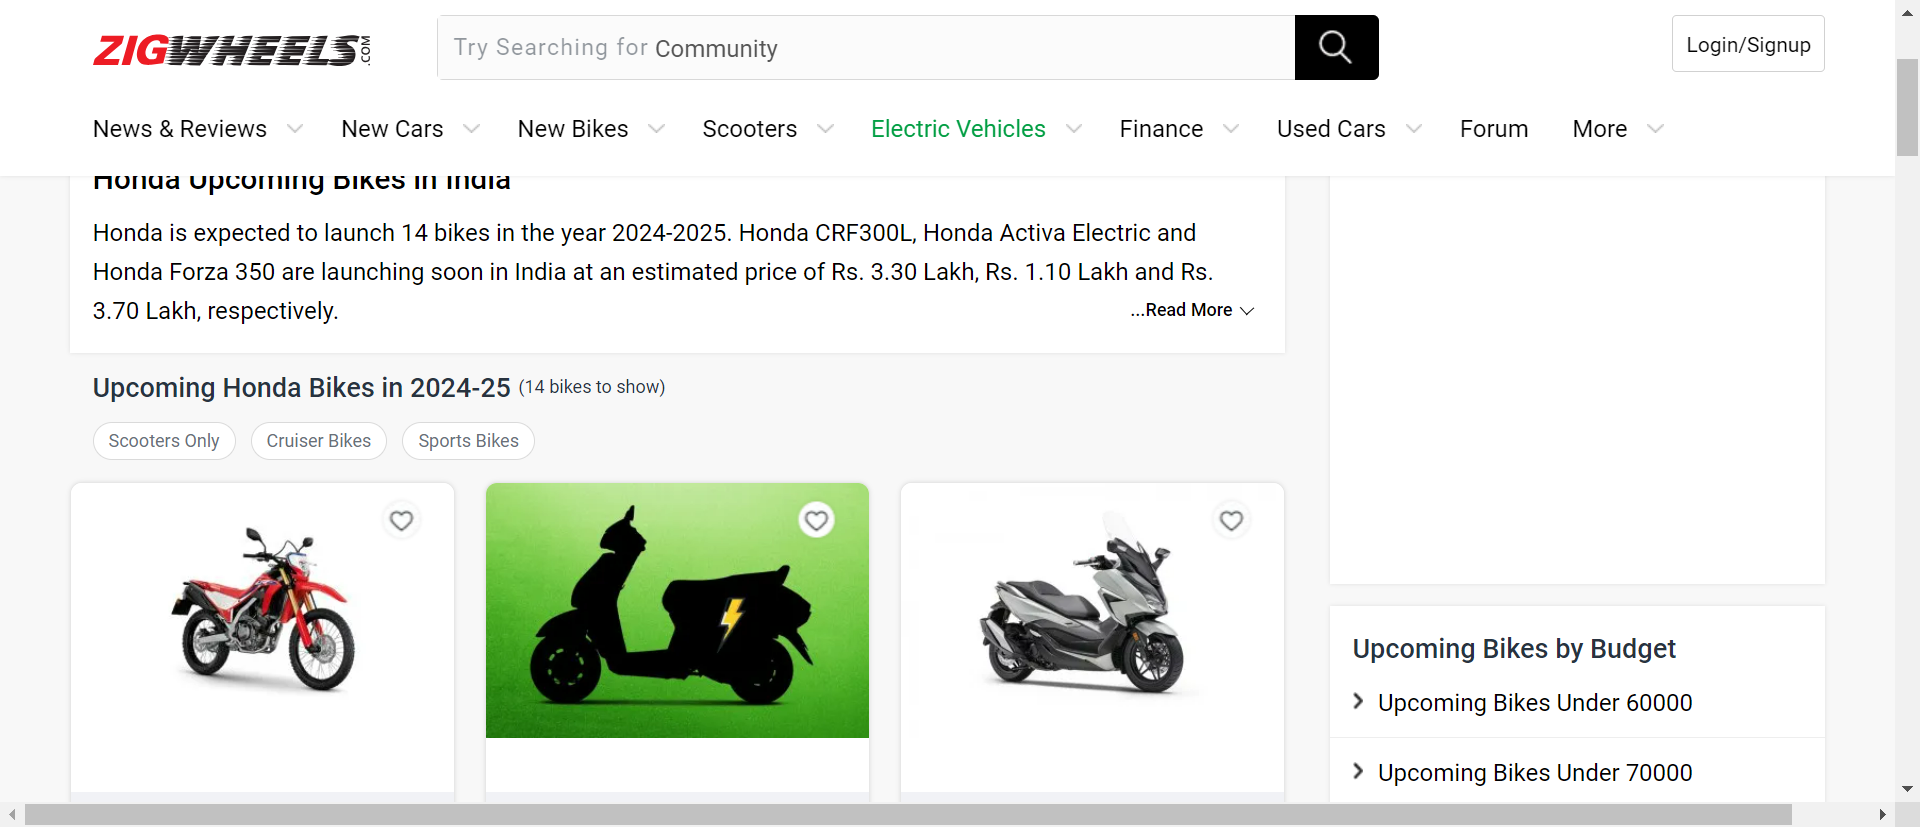 ZIGWHEELS.COM
Try Searching for Community
Login/Signup
News & Reviews New Cars New Bikes Scooters Electric Vehicles Finance Used Cars Forum More
Honda Upcoming Bikes in India
Honda is expected to launch 14 bikes in the year 2024-2025. Honda CRF300L, Honda Activa Electric and
Honda Forza 350 are launching soon in India at an estimated price of Rs. 3.30 Lakh, Rs. 1.10 Lakh and Rs.
3.70 Lakh, respectively.
...Read More
Upcoming Honda Bikes in 2024-25 (14 bikes to show)
Scooters Only Cruiser Bikes Sports Bikes
Upcoming Bikes by Budget
Upcoming Bikes Under 60000
Upcoming Bikes Under 70000